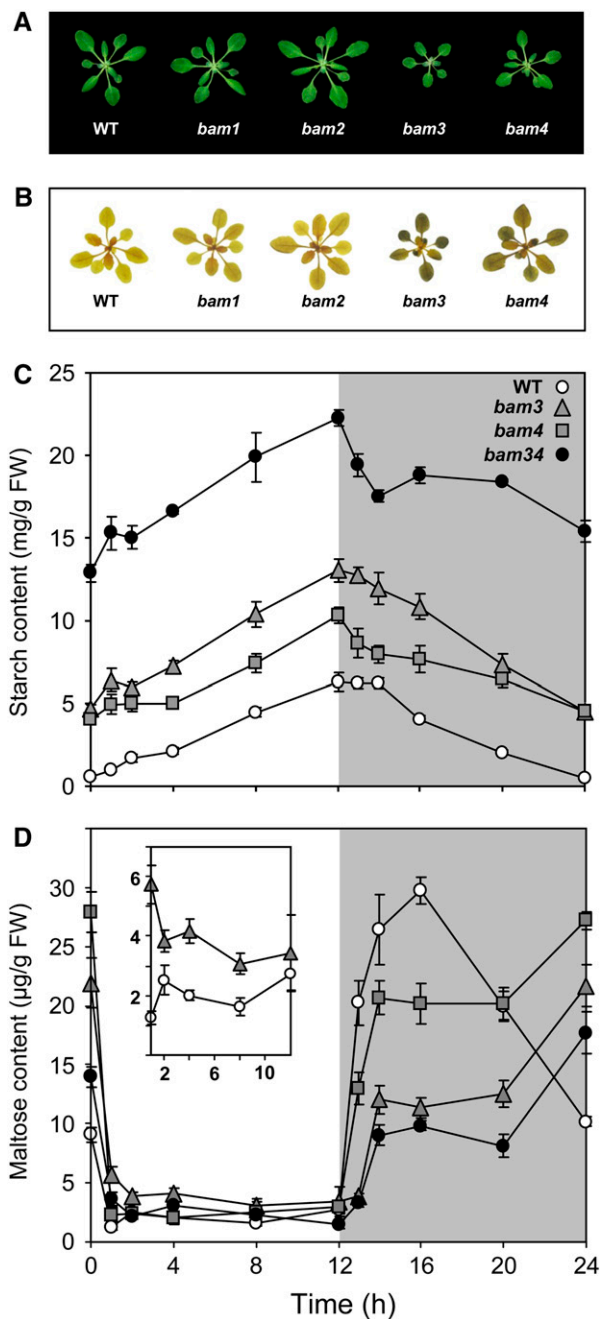 A
WT bam1 bam2 bam3 bam4
B
WT bam1 bam2 bam3 bam4
C
25
20
15
10
5
0
Starch content (mg/g FW)
WT
bam3
bam4
bam34
D
30
25
20
15
10
5
0
Maltose content (µg/g FW)
6
4
2
2 4 8 10
0 4 8 12 16 20 24
Time (h)